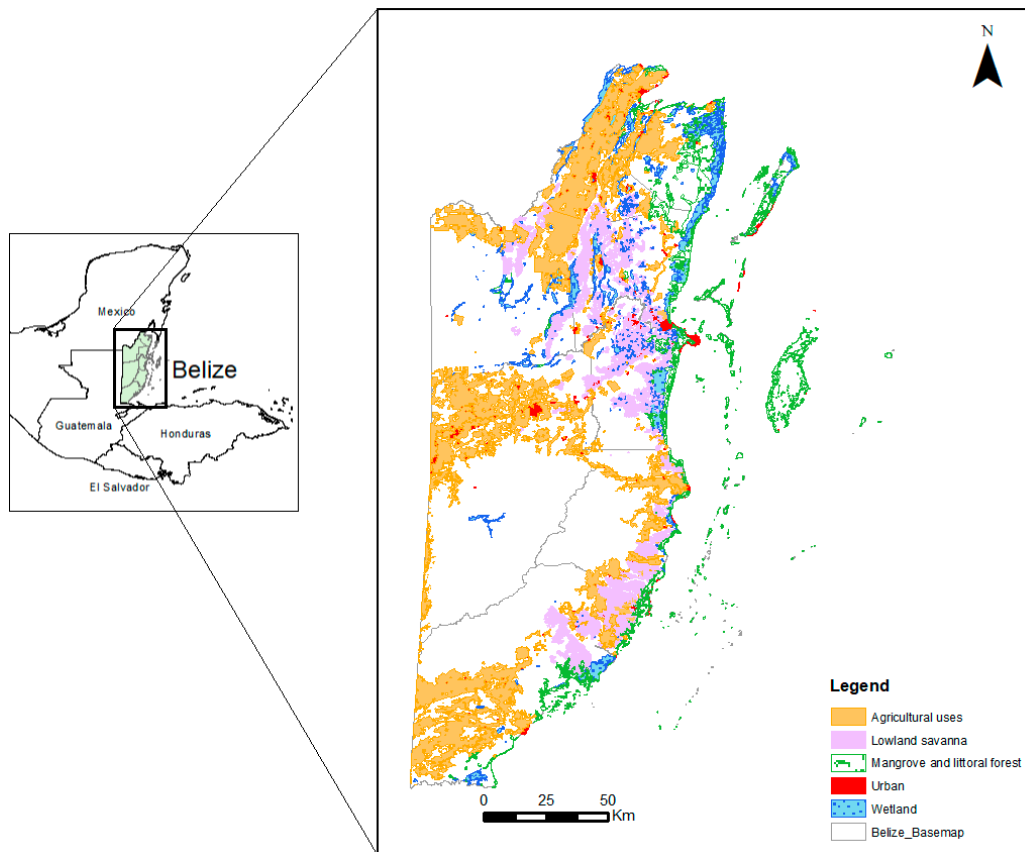 N
Mexico
Belize
Guatemala
Honduras
El Salvador
Legend
Agricultural uses
Lowland savanna
Mangrove and littoral forest
Urban
Wetland
Belize_Basemap
0 25 50
Km